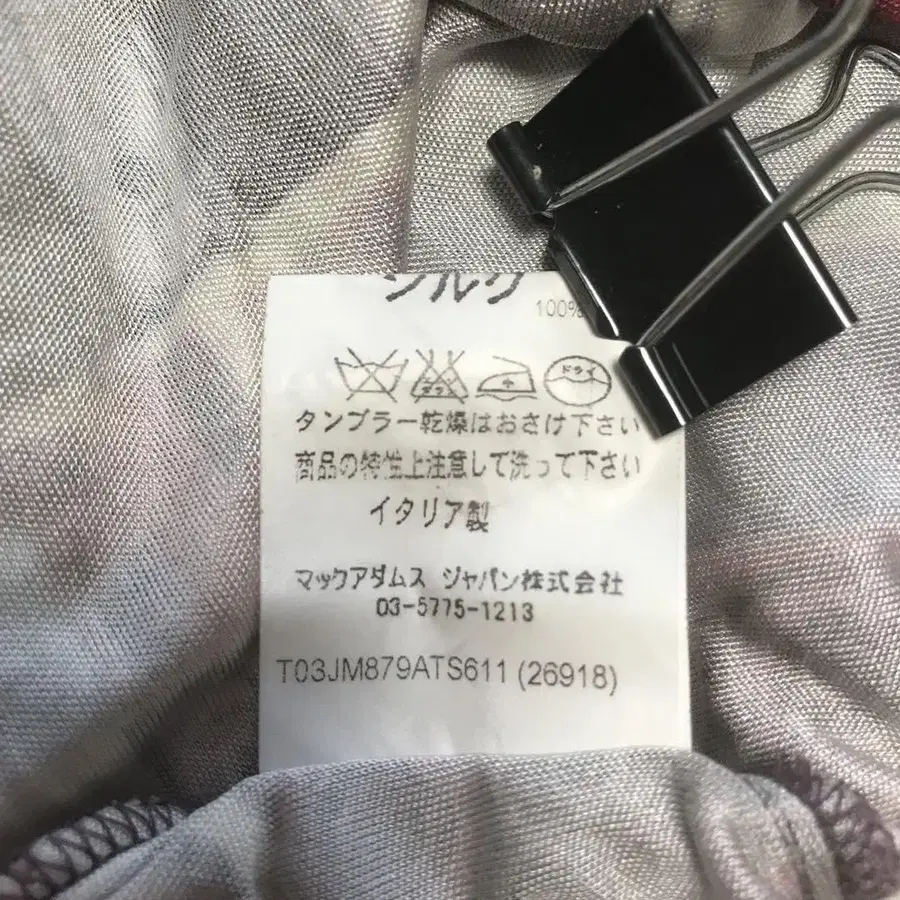 シルク
100%
ドライ
タンブラー乾燥はおさけ下さい
商品の特性上注意して洗って下さい
イタリア製
マックアダムス ジャパン株式会社
03-5775-1213
T03JM879ATS611 (26918)